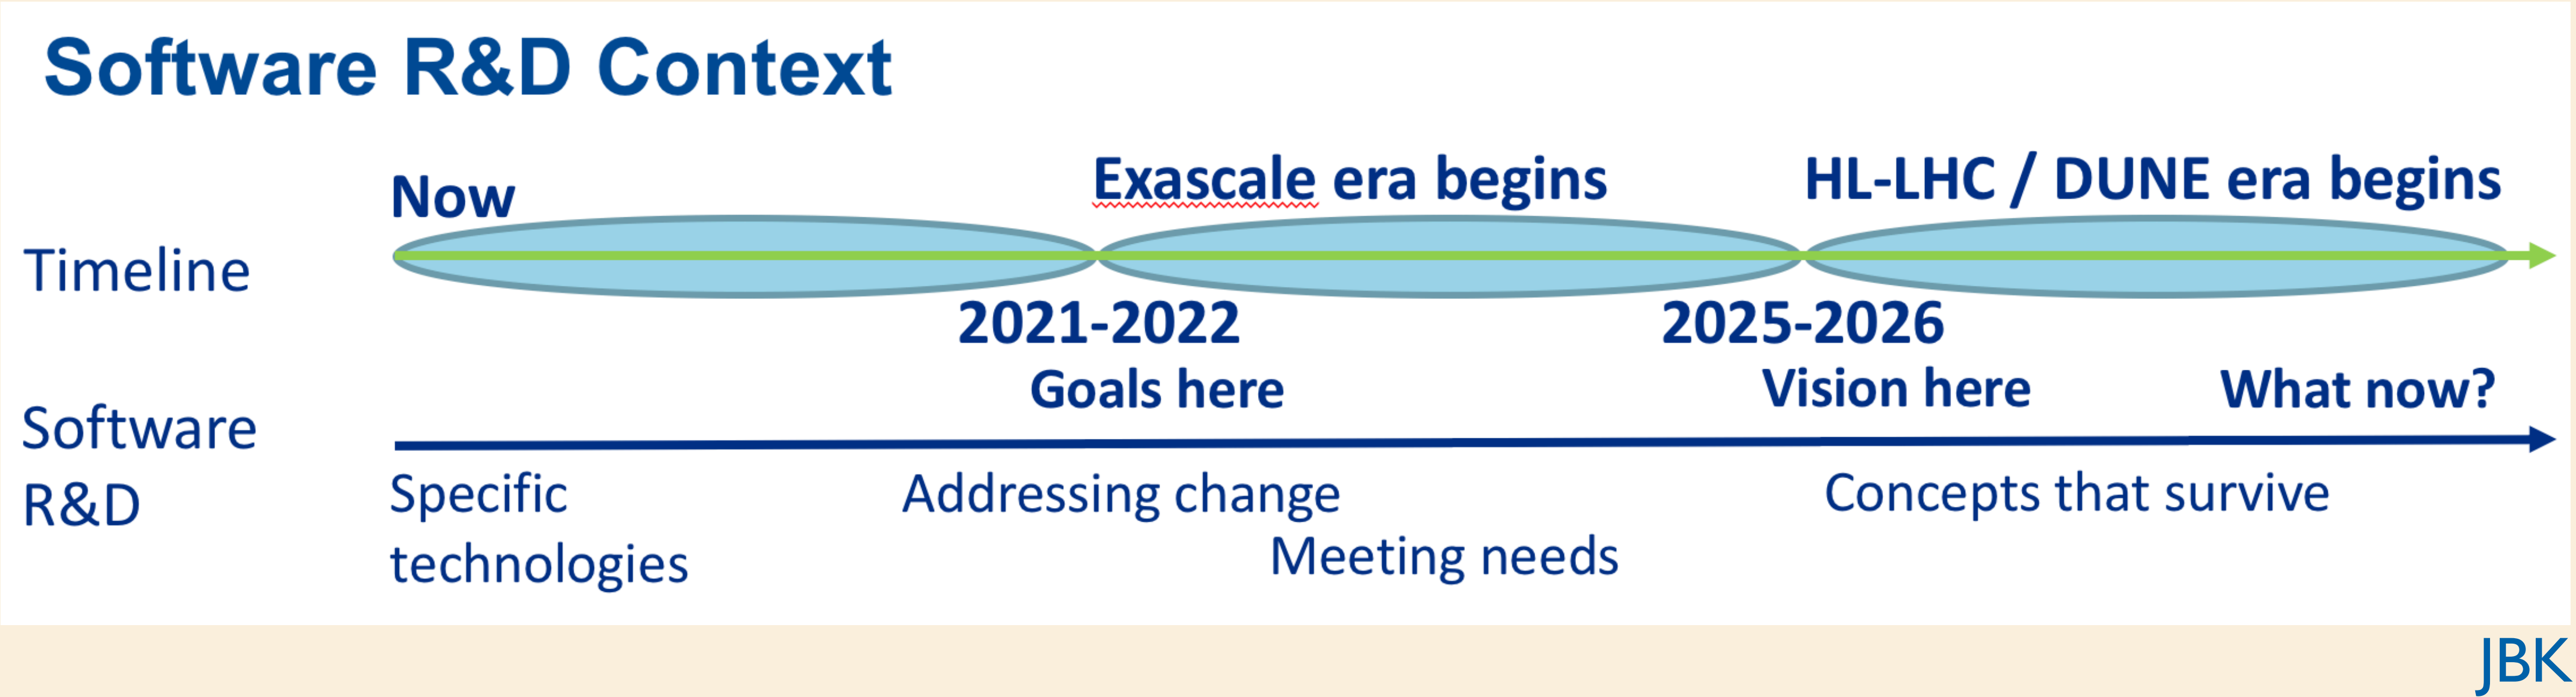 Software R&D Context
Now
Exascale era begins
HL-LHC / DUNE era begins
Timeline
2021-2022
2025-2026
Goals here
Vision here
What now?
Software
R&D
Specific
technologies
Addressing change
Meeting needs
Concepts that survive
JBK